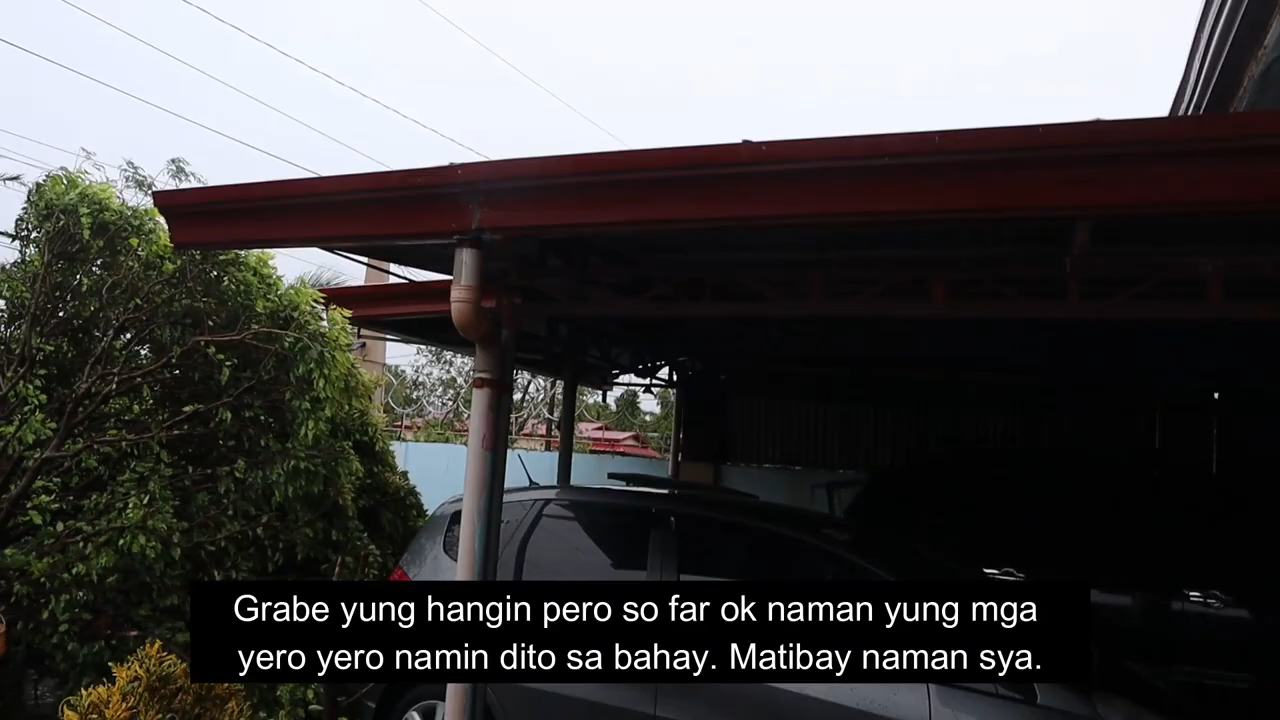 Grabe yung hangin pero so far ok naman yung mga
yero yero namin dito sa bahay. Matibay naman sya.